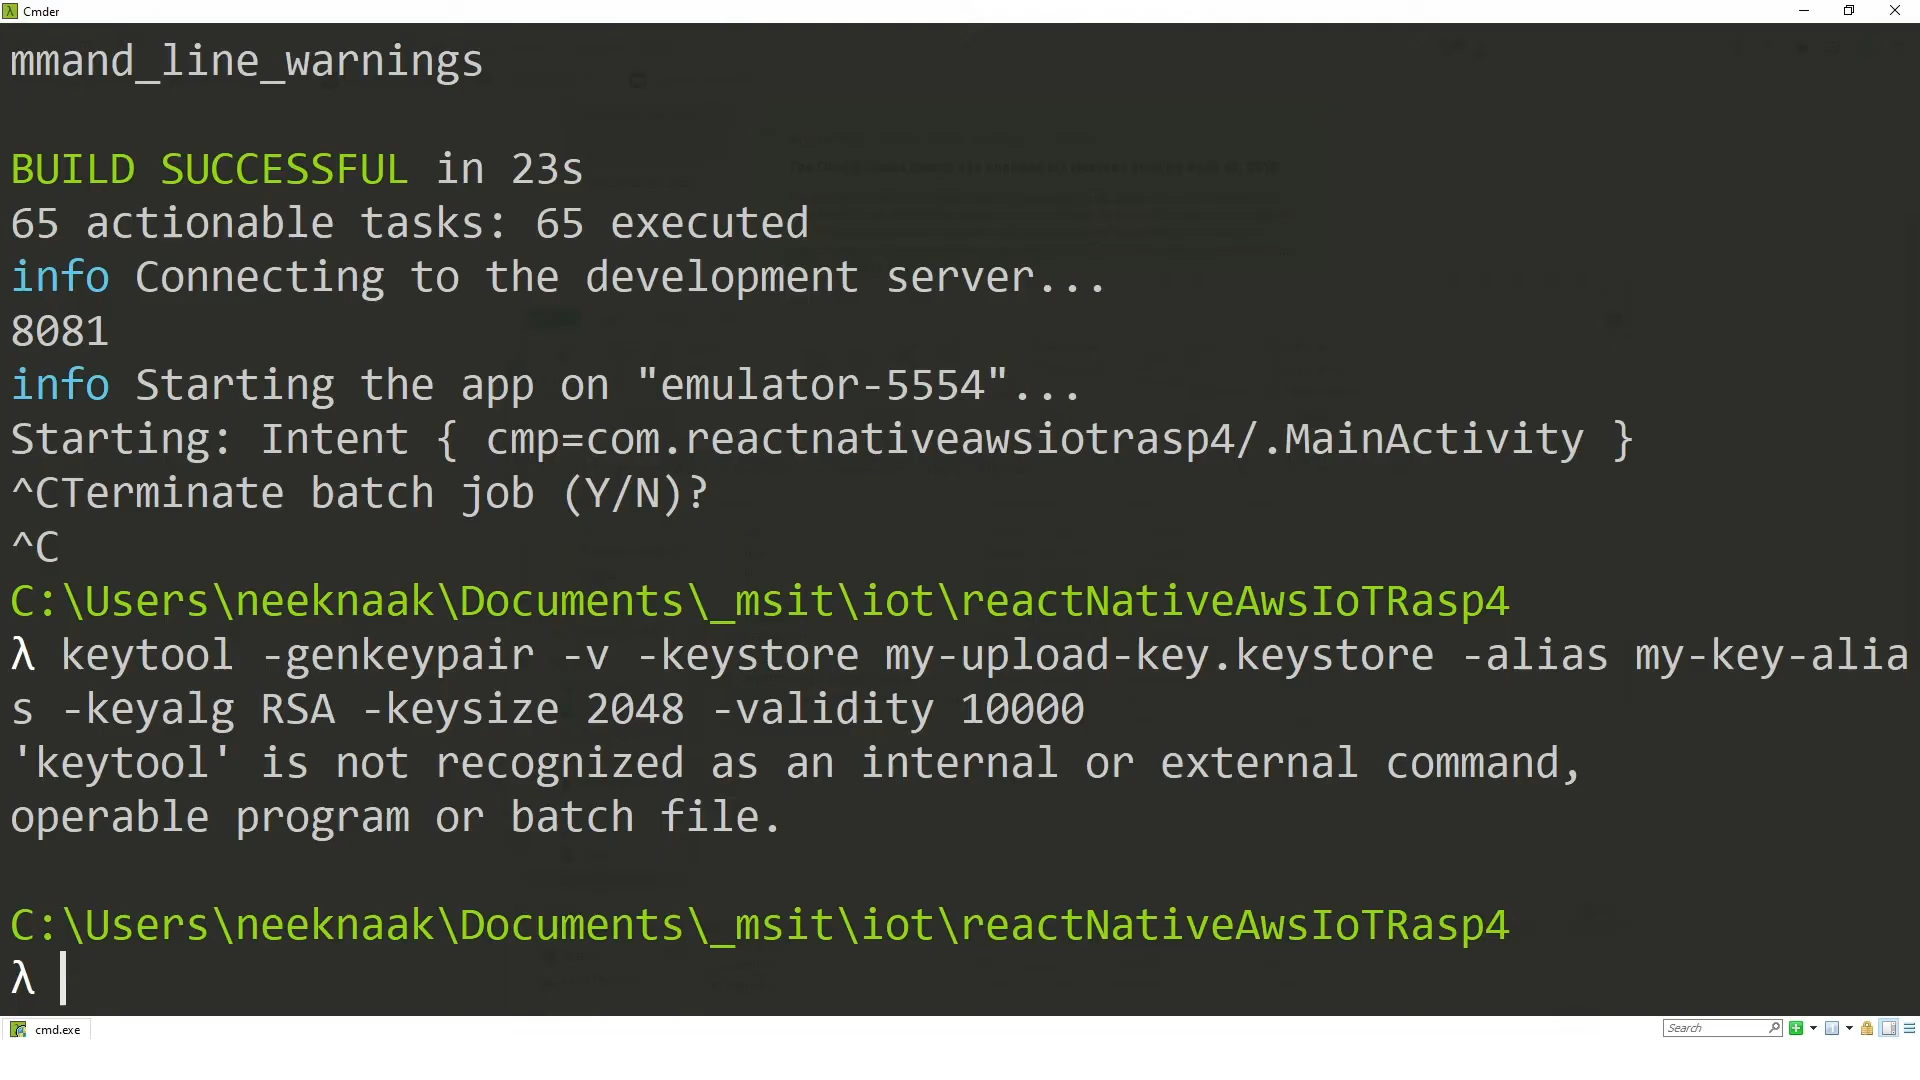 Cmder
mmand_line_warnings
BUILD SUCCESSFUL in 23s
65 actionable tasks: 65 executed
info Connecting to the development server...
8081
info Starting the app on "emulator-5554"...
Starting: Intent { cmp=com.reactnativeawsiotrasp4/.MainActivity }
^CTerminate batch job (Y/N)?
^C
C:\Users\neeknaak\Documents\_msit\iot\reactNativeAwsIoTRasp4
λ keytool -genkeypair -v -keystore my-upload-key.keystore -alias my-key-alia
s -keyalg RSA -keysize 2048 -validity 10000
'keytool' is not recognized as an internal or external command,
operable program or batch file.
C:\Users\neeknaak\Documents\_msit\iot\reactNativeAwsIoTRasp4
λ
cmd.exe
Search